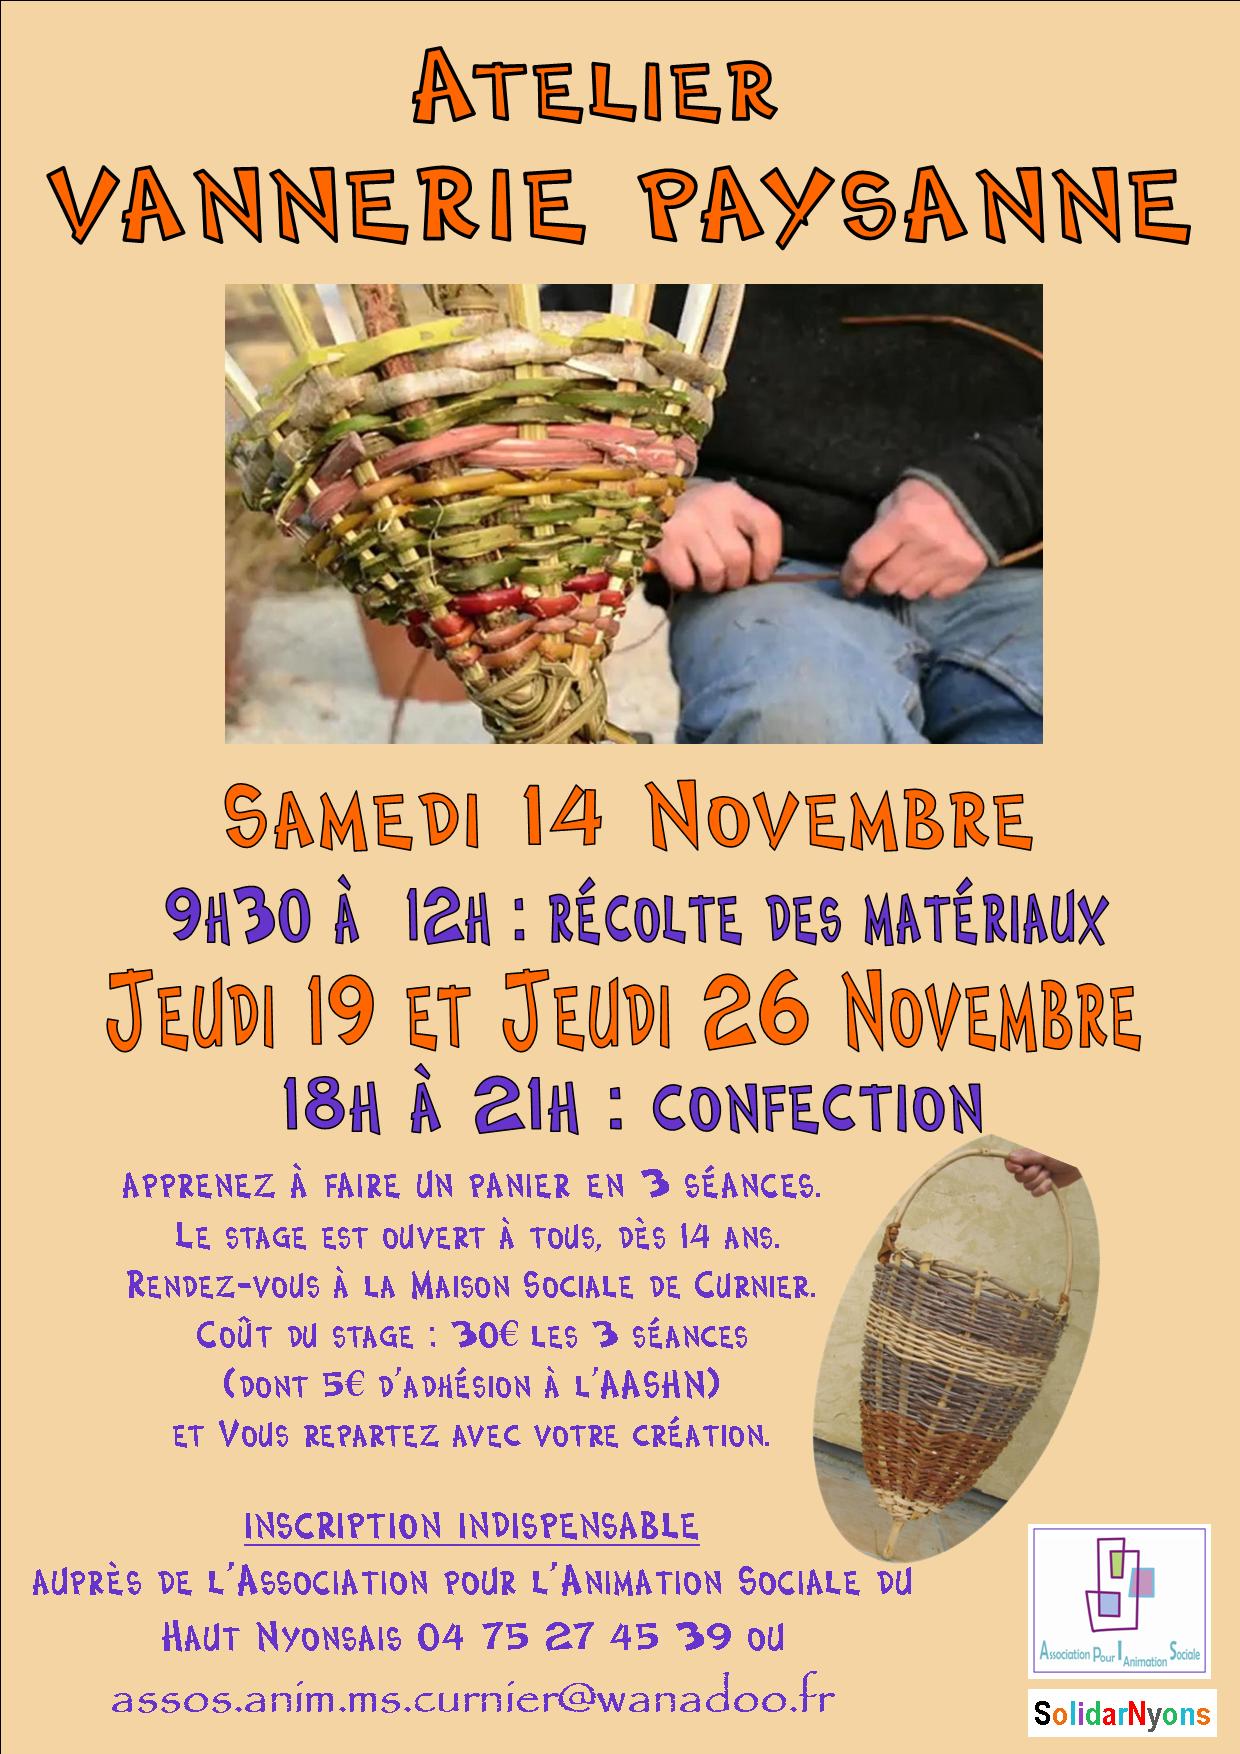 Atelier
VANNERIE PAYSANNE
Samedi 14 Novembre
9h30 à 12h : récolte des matériaux
Jeudi 19 et Jeudi 26 Novembre
18h à 21h : confection
apprenez à faire un panier en 3 séances.
Le stage est ouvert à tous, dès 14 ans.
Rendez-vous à la Maison Sociale de Curnier.
Coût du stage : 30€ les 3 séances
(dont 5€ d'adhésion à l'AASHN)
et Vous repartez avec votre création.
inscription indispensable
auprès de l'Association pour l'Animation Sociale du
Haut Nyonsais 04 75 27 45 39 ou
assos.anim.ms.curnier@wanadoo.fr
Association Pour l Animation Sociale
SolidarNyons